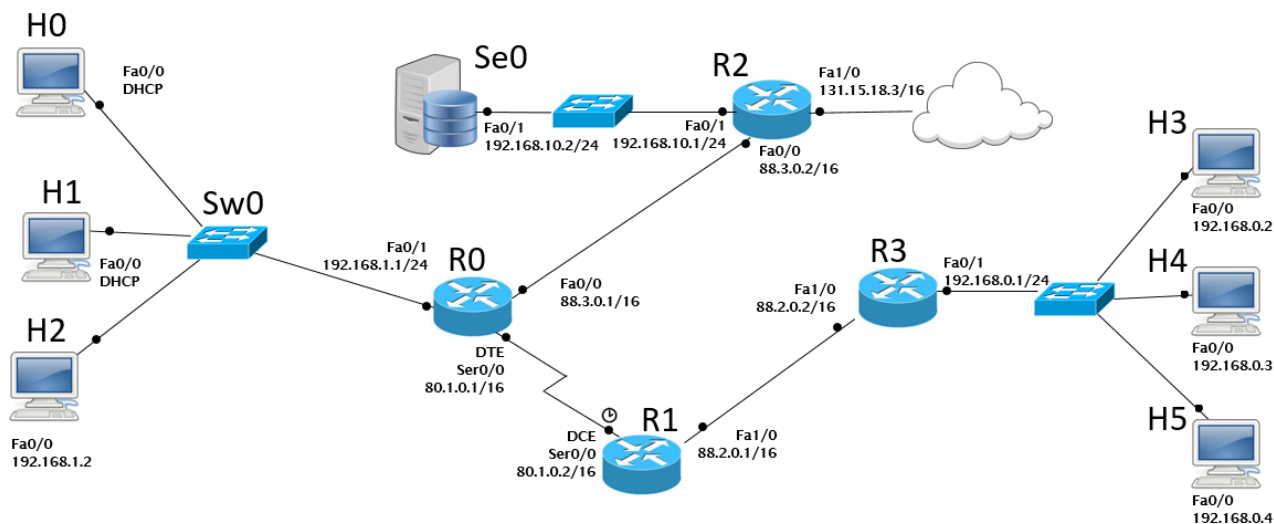 H0
Fa0/0
DHCP
Se0
Fa0/1
192.168.10.2/24
R2
Fa0/1
192.168.10.1/24
Fa1/0
131.15.18.3/16
Fa0/0
88.3.0.2/16
H3
Fa0/0
192.168.0.2
H1
Fa0/0
DHCP
Sw0
Fa0/1
192.168.1.1/24
R0
Fa0/0
88.3.0.1/16
R3
Fa0/1
192.168.0.1/24
Fa1/0
88.2.0.2/16
H4
Fa0/0
192.168.0.3
H2
Fa0/0
192.168.1.2
DTE
Ser0/0
80.1.0.1/16
R1
DCE
Ser0/0
80.1.0.2/16
Fa1/0
88.2.0.1/16
H5
Fa0/0
192.168.0.4